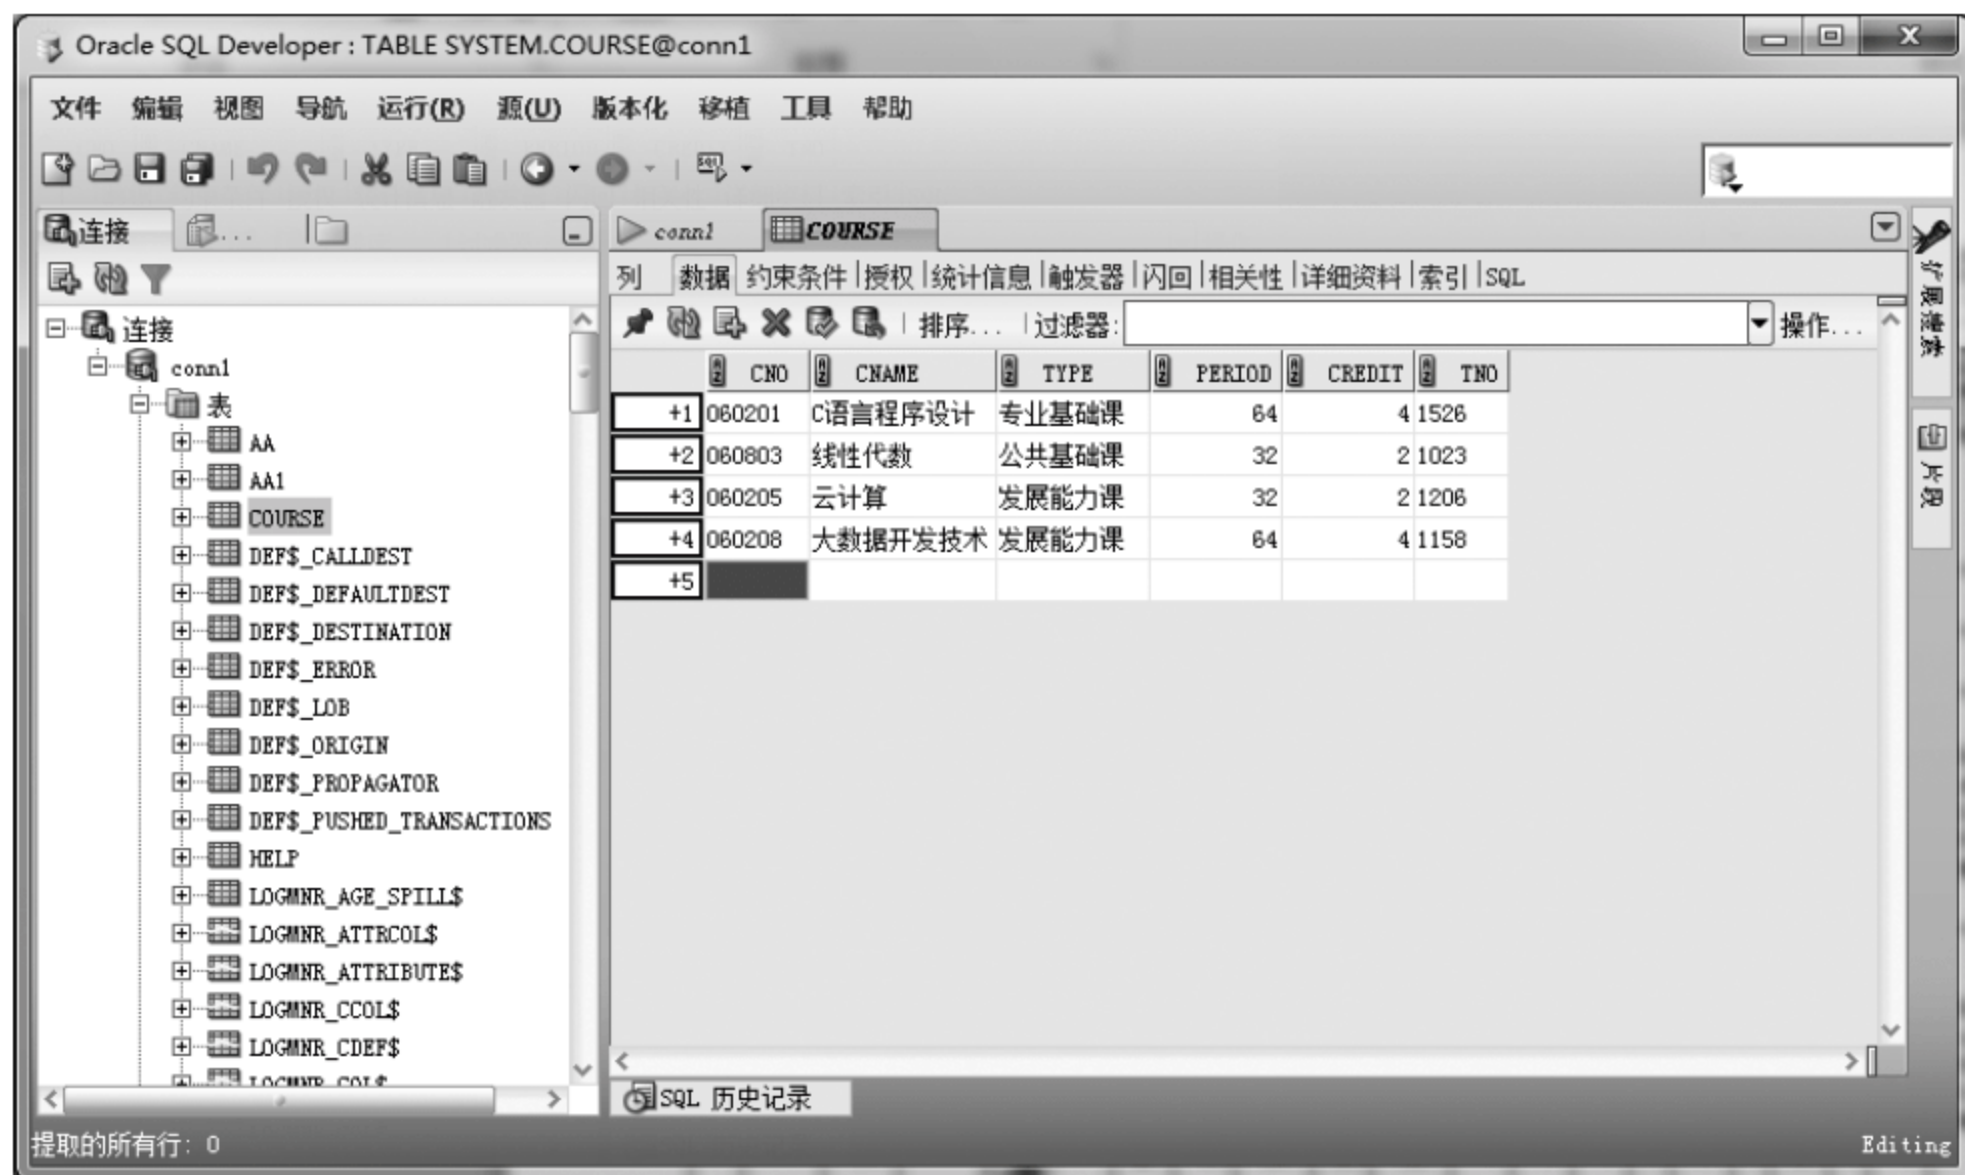 Oracle SQL Developer : TABLE SYSTEM.COURSE@conn1
文件 编辑 视图 导航 运行(R) 源(U) 版本化 移植 工具 帮助
连接 ...
conn1 COURSE
列 数据 约束条件 授权 统计信息 触发器 闪回 相关性 详细资料 索引 SQL
排序... 过滤器: 操作...
连接
conn1
表
AA
AA1
COURSE
DEF$_CALLDEST
DEF$_DEFAULTDEST
DEF$_DESTINATION
DEF$_ERROR
DEF$_LOB
DEF$_ORIGIN
DEF$_PROPAGATOR
DEF$_PUSHED_TRANSACTIONS
HELP
LOGMNR_AGE_SPILL$
LOGMNR_ATTRCOL$
LOGMNR_ATTRIBUTE$
LOGMNR_CCOL$
LOGMNR_CDEF$
LOGMNR_COL$
CNO CNAME TYPE PERIOD CREDIT TNO
+1 060201 C语言程序设计 专业基础课 64 4 1526
+2 060803 线性代数 公共基础课 32 2 1023
+3 060205 云计算 发展能力课 32 2 1206
+4 060208 大数据开发技术 发展能力课 64 4 1158
+5
扩展搜索
片段
SQL 历史记录
提取的所有行: 0
Editing